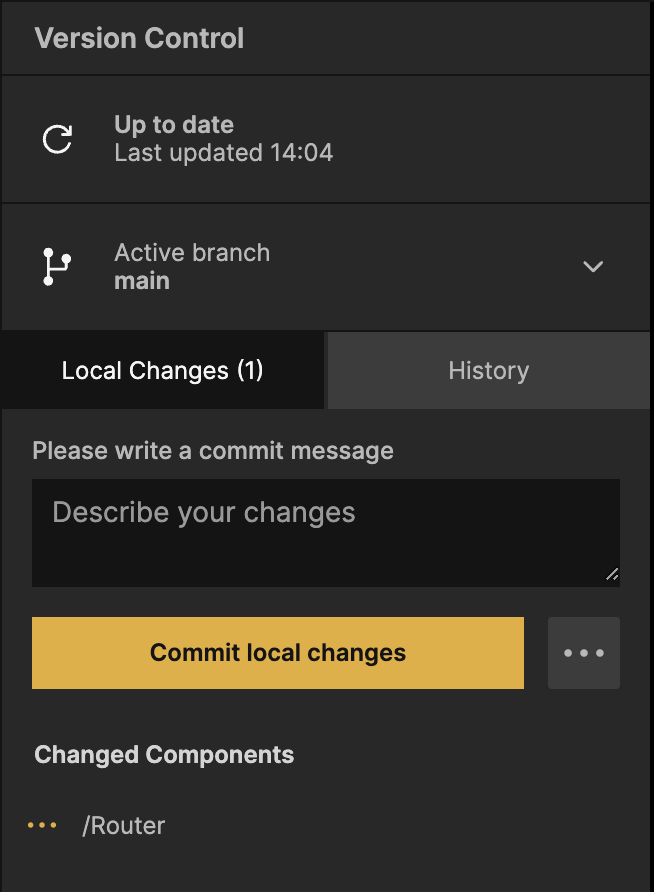 Version Control
Up to date
Last updated 14:04
Active branch
main
Local Changes (1)
History
Please write a commit message
Describe your changes
Commit local changes
Changed Components
/Router